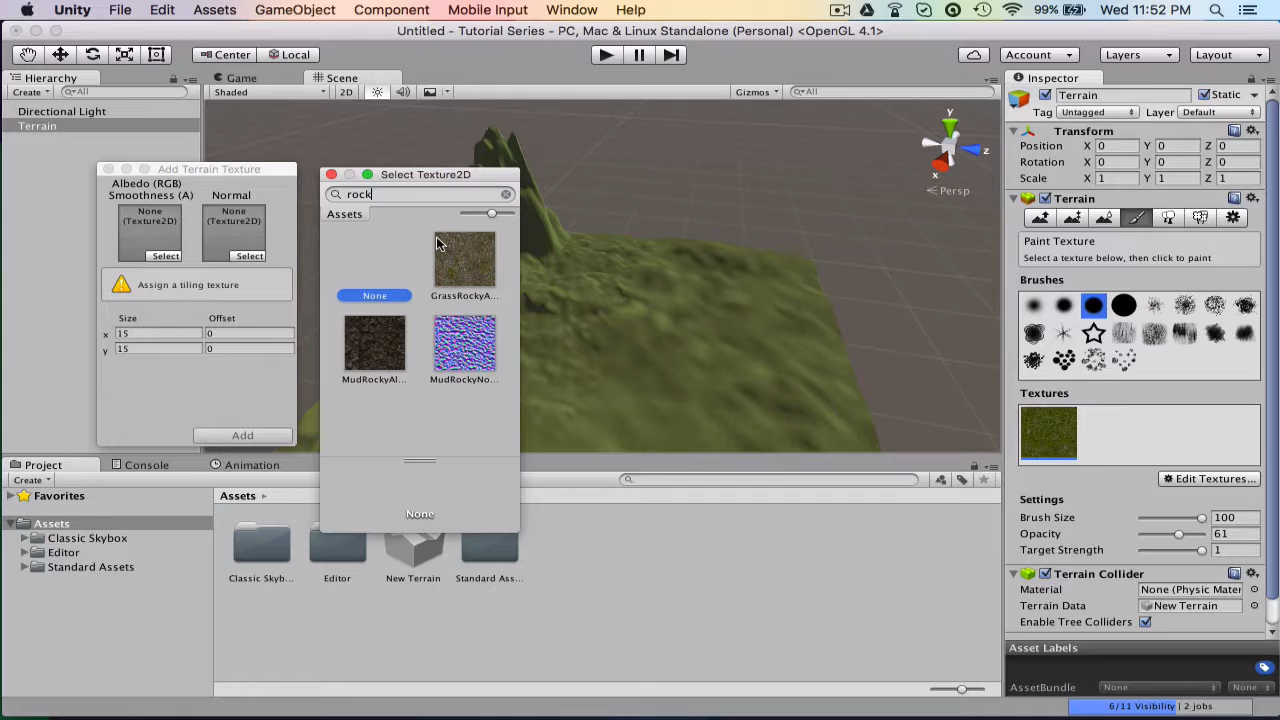 Unity File Edit Assets GameObject Component Mobile Input Window Help 99% Wed 11:52 PM
Untitled - Tutorial Series - PC, Mac & Linux Standalone (Personal) <OpenGL 4.1>
Center Local Account Layers Layout
Hierarchy Game Scene Inspector
Create All Shaded 2D Gizmos All
Directional Light
Terrain
Terrain Static
Tag Untagged Layer Default
Transform
Position X 0 Y 0 Z 0
Rotation X 0 Y 0 Z 0
Scale X 1 Y 1 Z 1
y
z
x
Persp
Add Terrain Texture
Albedo (RGB)
Smoothness (A) Normal
None
(Texture2D)
None
(Texture2D)
Select Select
Assign a tiling texture
Size Offset
x 15 0
y 15 0
Add
Select Texture2D
rock
Assets
None GrassRockyA...
MudRockyAl... MudRockyNo...
None
Terrain
Paint Texture
Select a texture below, then click to paint
Brushes
Textures
Edit Textures...
Settings
Brush Size 100
Opacity 61
Target Strength 1
Terrain Collider
Material None (Physic Mater
Terrain Data New Terrain
Enable Tree Colliders
Asset Labels
AssetBundle None None
6/11 Visibility | 2 jobs
Project Console Animation
Create
Favorites
Assets
Classic Skybox
Editor
Standard Assets
Assets
Classic Skyb... Editor New Terrain Standard Ass...